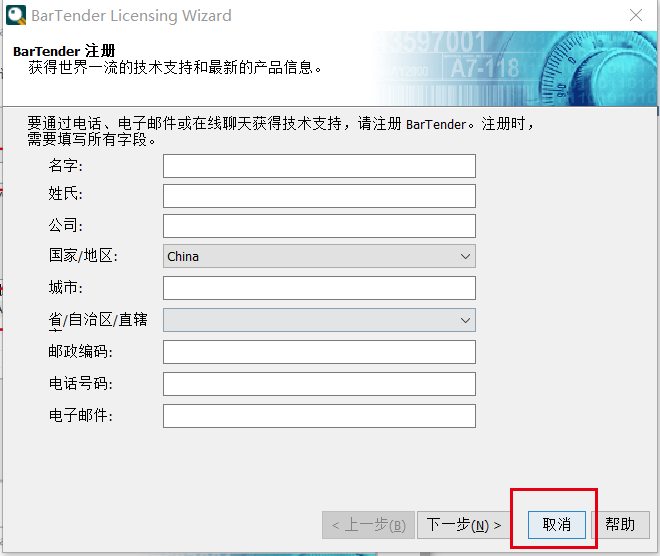 BarTender Licensing Wizard
BarTender 注册
获得世界一流的技术支持和最新的产品信息。
3597001
A12800
A7-118
要通过电话、电子邮件或在线聊天获得技术支持，请注册 BarTender。注册时，
需要填写所有字段。
名字:
姓氏:
公司:
国家/地区:
China
城市:
省/自治区/直辖
邮政编码:
电话号码:
电子邮件:
< 上一步(B)
下一步(N) >
取消
帮助